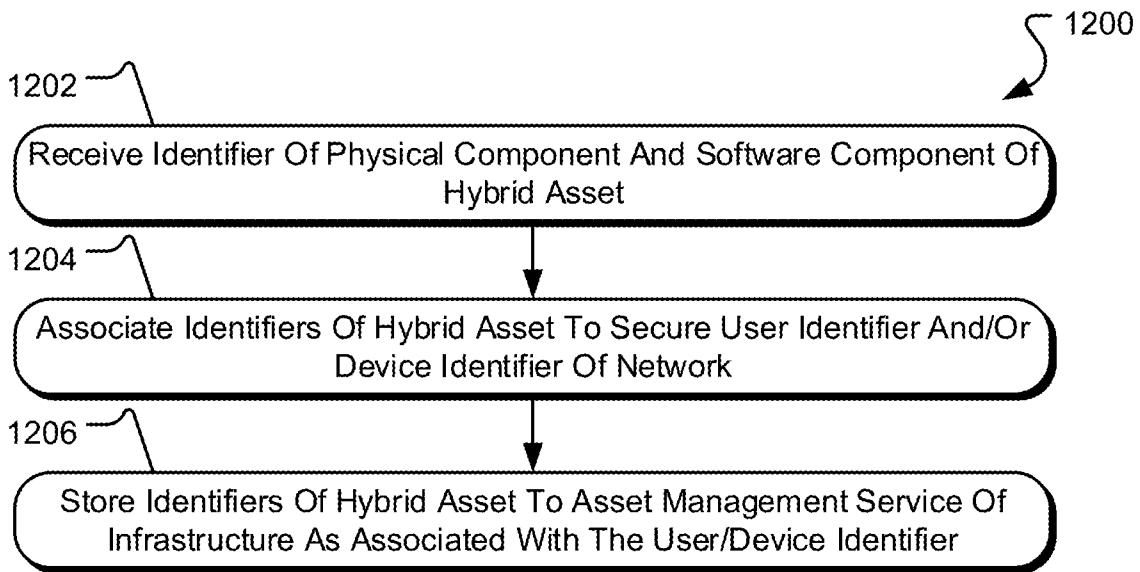 1200
1202
Receive Identifier Of Physical Component And Software Component Of
Hybrid Asset
1204
Associate Identifiers Of Hybrid Asset To Secure User Identifier And/Or
Device Identifier Of Network
1206
Store Identifiers Of Hybrid Asset To Asset Management Service Of
Infrastructure As Associated With The User/Device Identifier